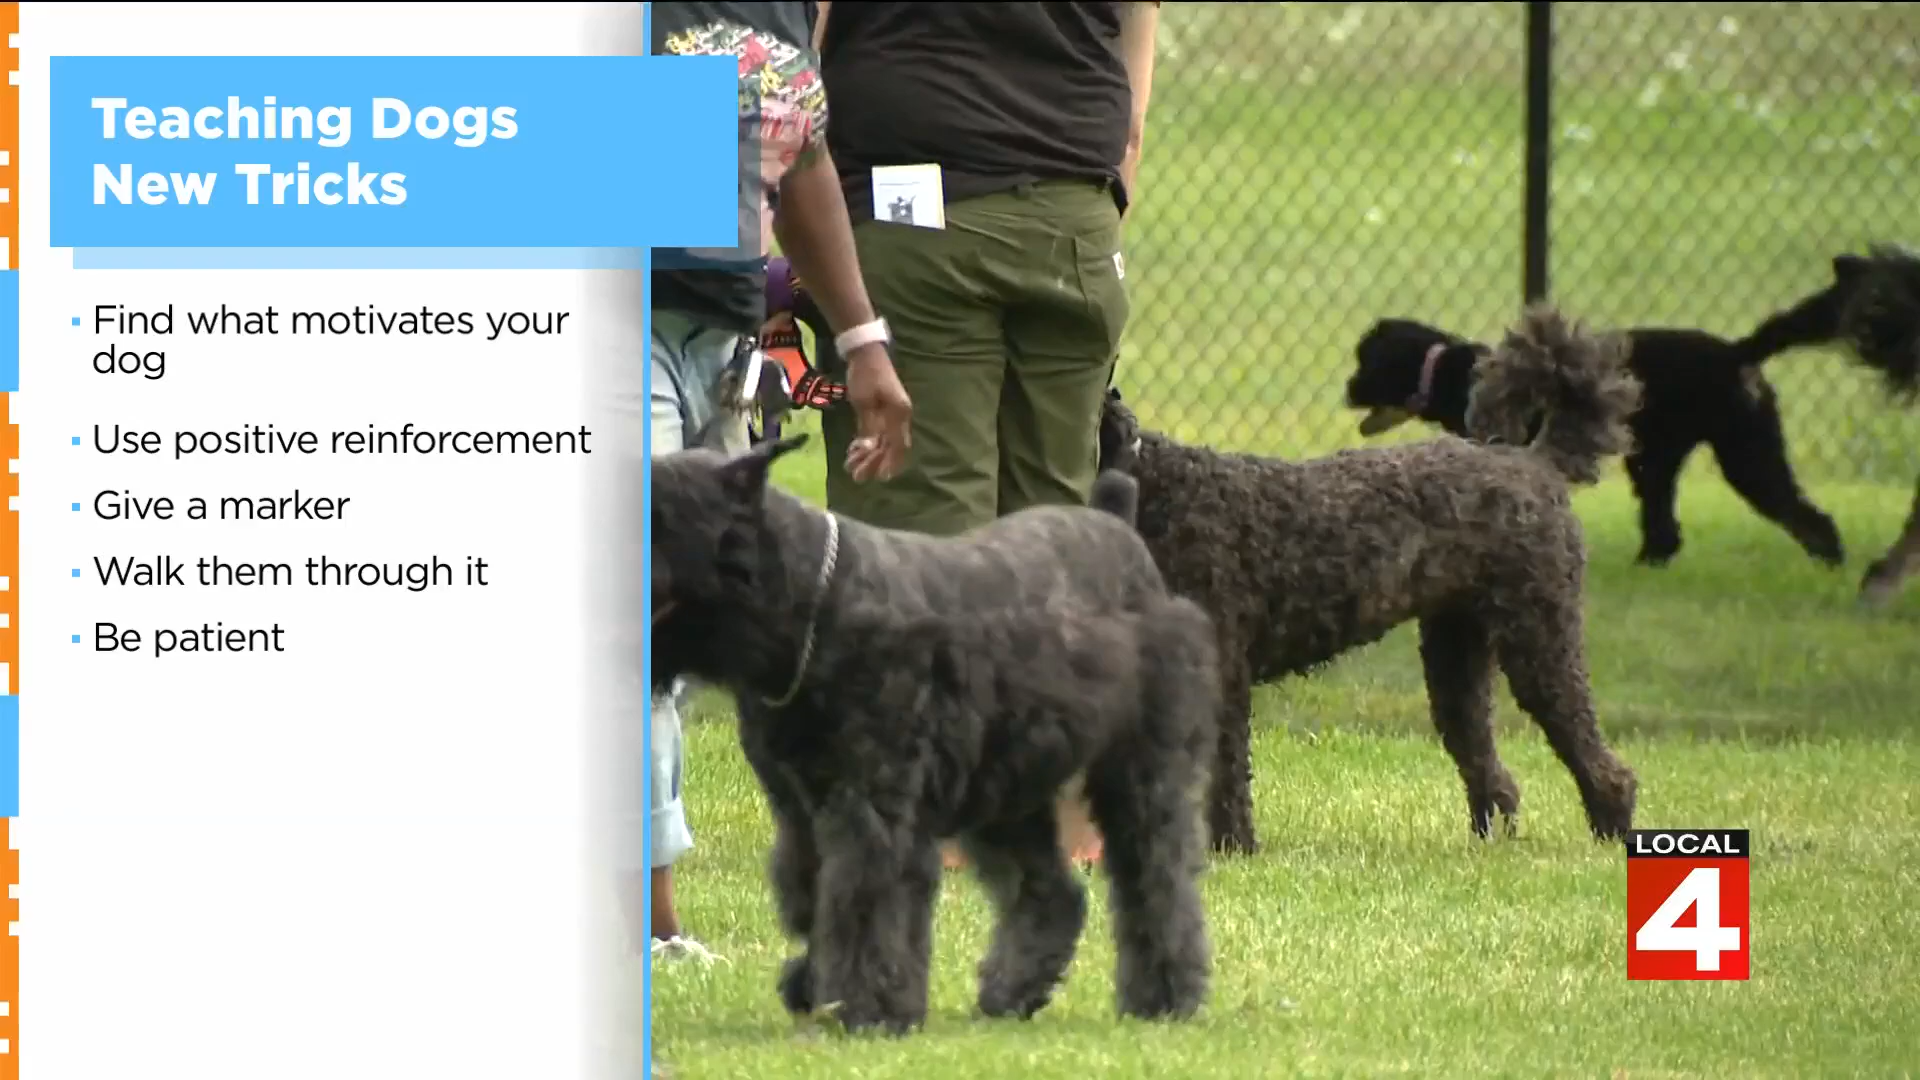 Teaching Dogs
New Tricks
Find what motivates your
dog
Use positive reinforcement
Give a marker
Walk them through it
Be patient
LOCAL
4